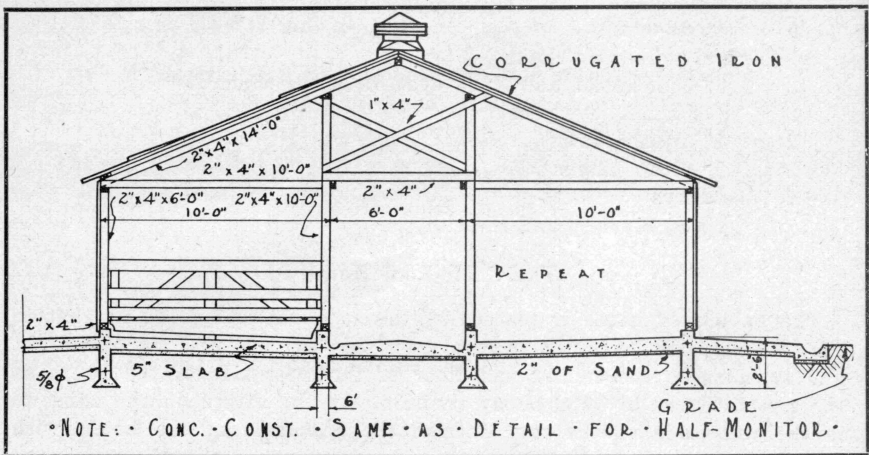 CORRUGATED IRON
1"x4"
2"x4"x14'-0"
2"x4"x10'-0"
2"x4"x6'-0" 2"x4"x10'-0" 2"x4"
10'-0" 6'-0" 10'-0"
REPEAT
2"x4"
5/8 ϕ 5" SLAB 2" OF SAND 2'-6"
6'
GRADE
·NOTE:·CONC.·CONST.·SAME·AS·DETAIL·FOR·HALF-MONITOR·